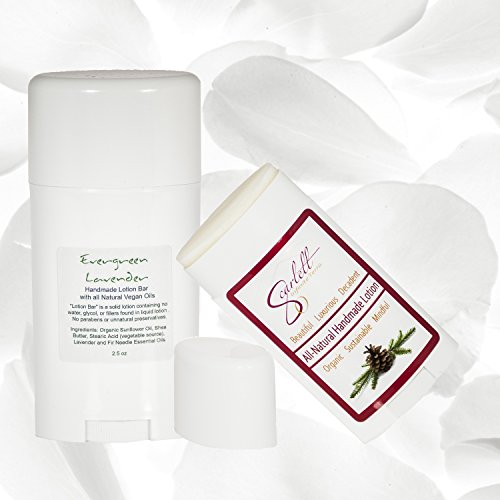 Evergreen
Lavender
Handmade Lotion Bar
with all Natural Vegan Oils
"Lotion Bar" is a solid lotion containing no
water, glycol, or fillers found in liquid lotion.
No parabens or unnatural preservatives.
Ingredients: Organic Sunflower Oil, Shea
Butter, Stearic Acid (vegetable source),
Lavender and Fir Needle Essential Oils.
2.5 oz
Scarlett
Beautiful Luxurious Decadent
All-Natural Handmade Lotion
Organic Sustainable Mindful